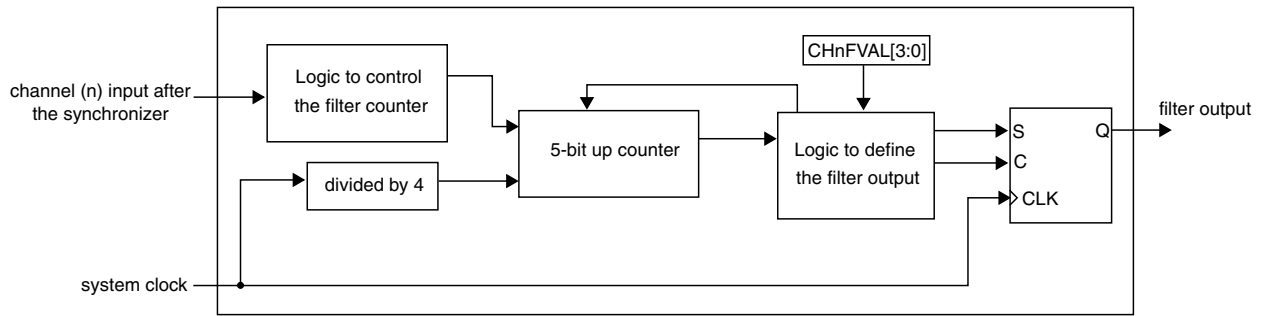 channel (n) input after
the synchronizer
Logic to control
the filter counter
divided by 4
system clock
5-bit up counter
CHnFVAL[3:0]
Logic to define
the filter output
S
C
CLK
Q
filter output